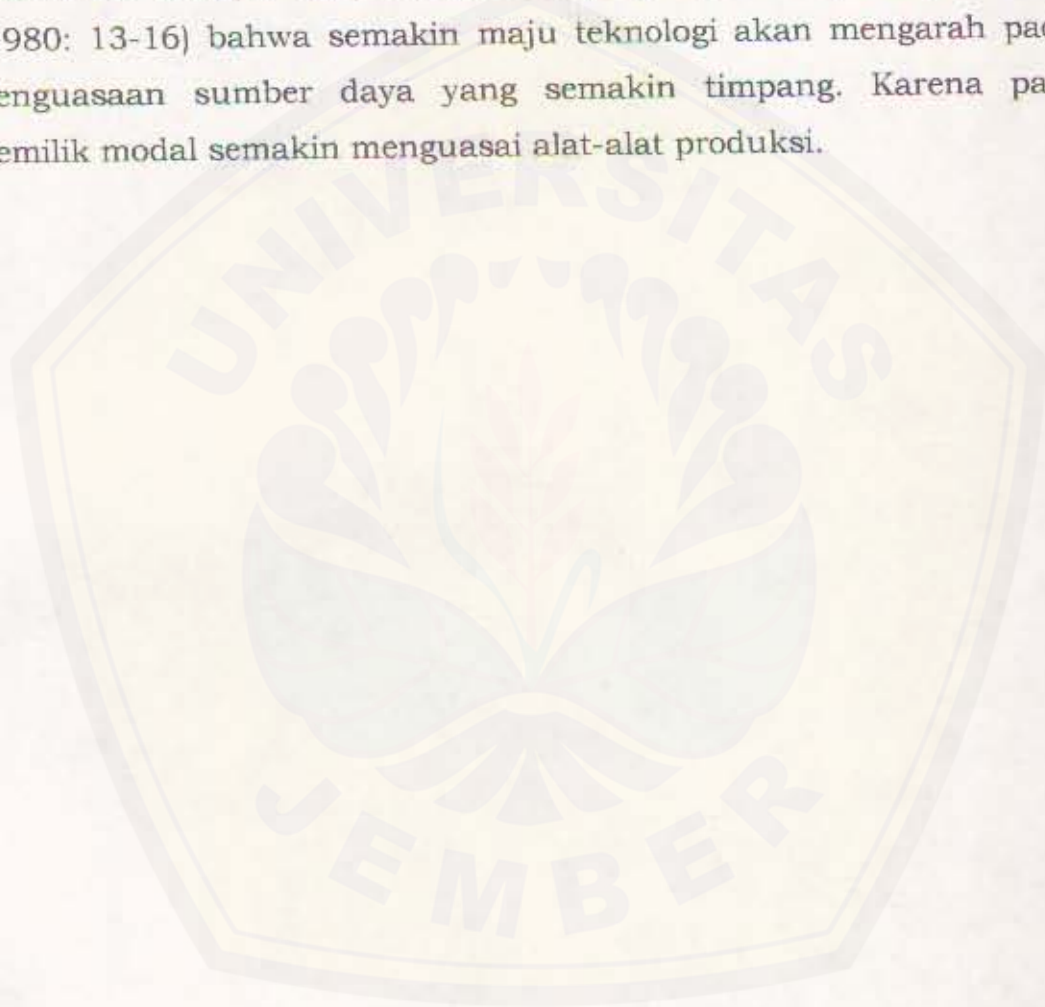 980: 13-16) bahwa semakin maju teknologi akan mengarah pad
enguasaan sumber daya yang semakin timpang. Karena pa
emilik modal semakin menguasai alat-alat produksi.
UNIVERSITAS
JEMBER